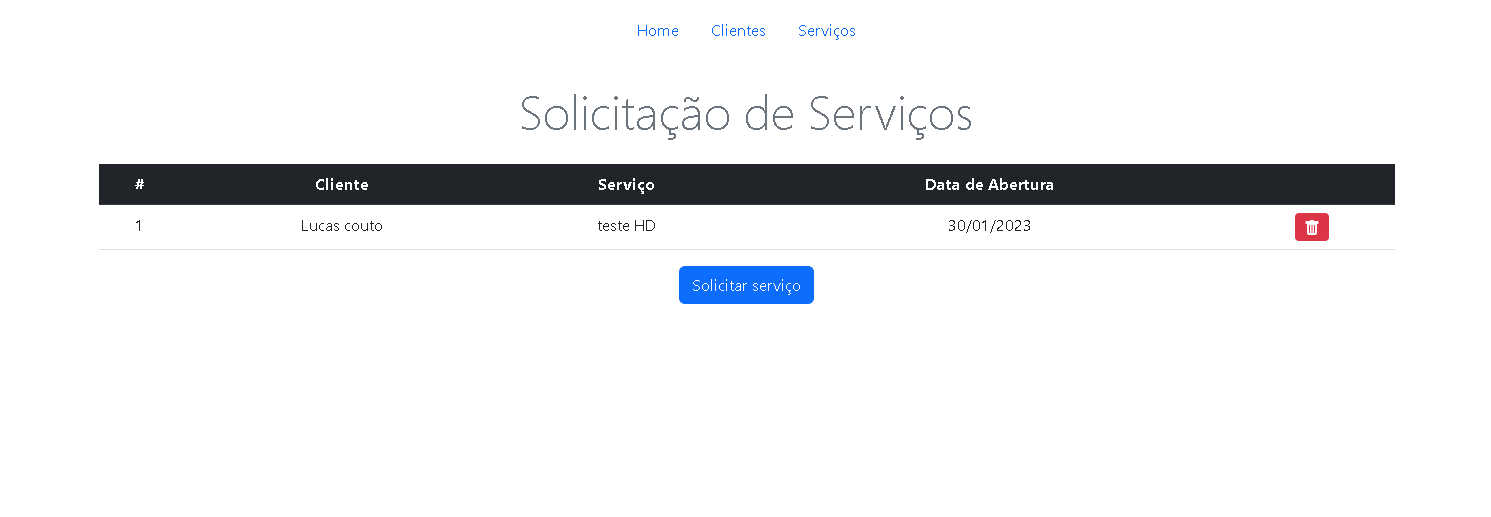 Home Clientes Serviços
Solicitação de Serviços
# Cliente Serviço Data de Abertura
1 Lucas couto teste HD 30/01/2023
Solicitar serviço